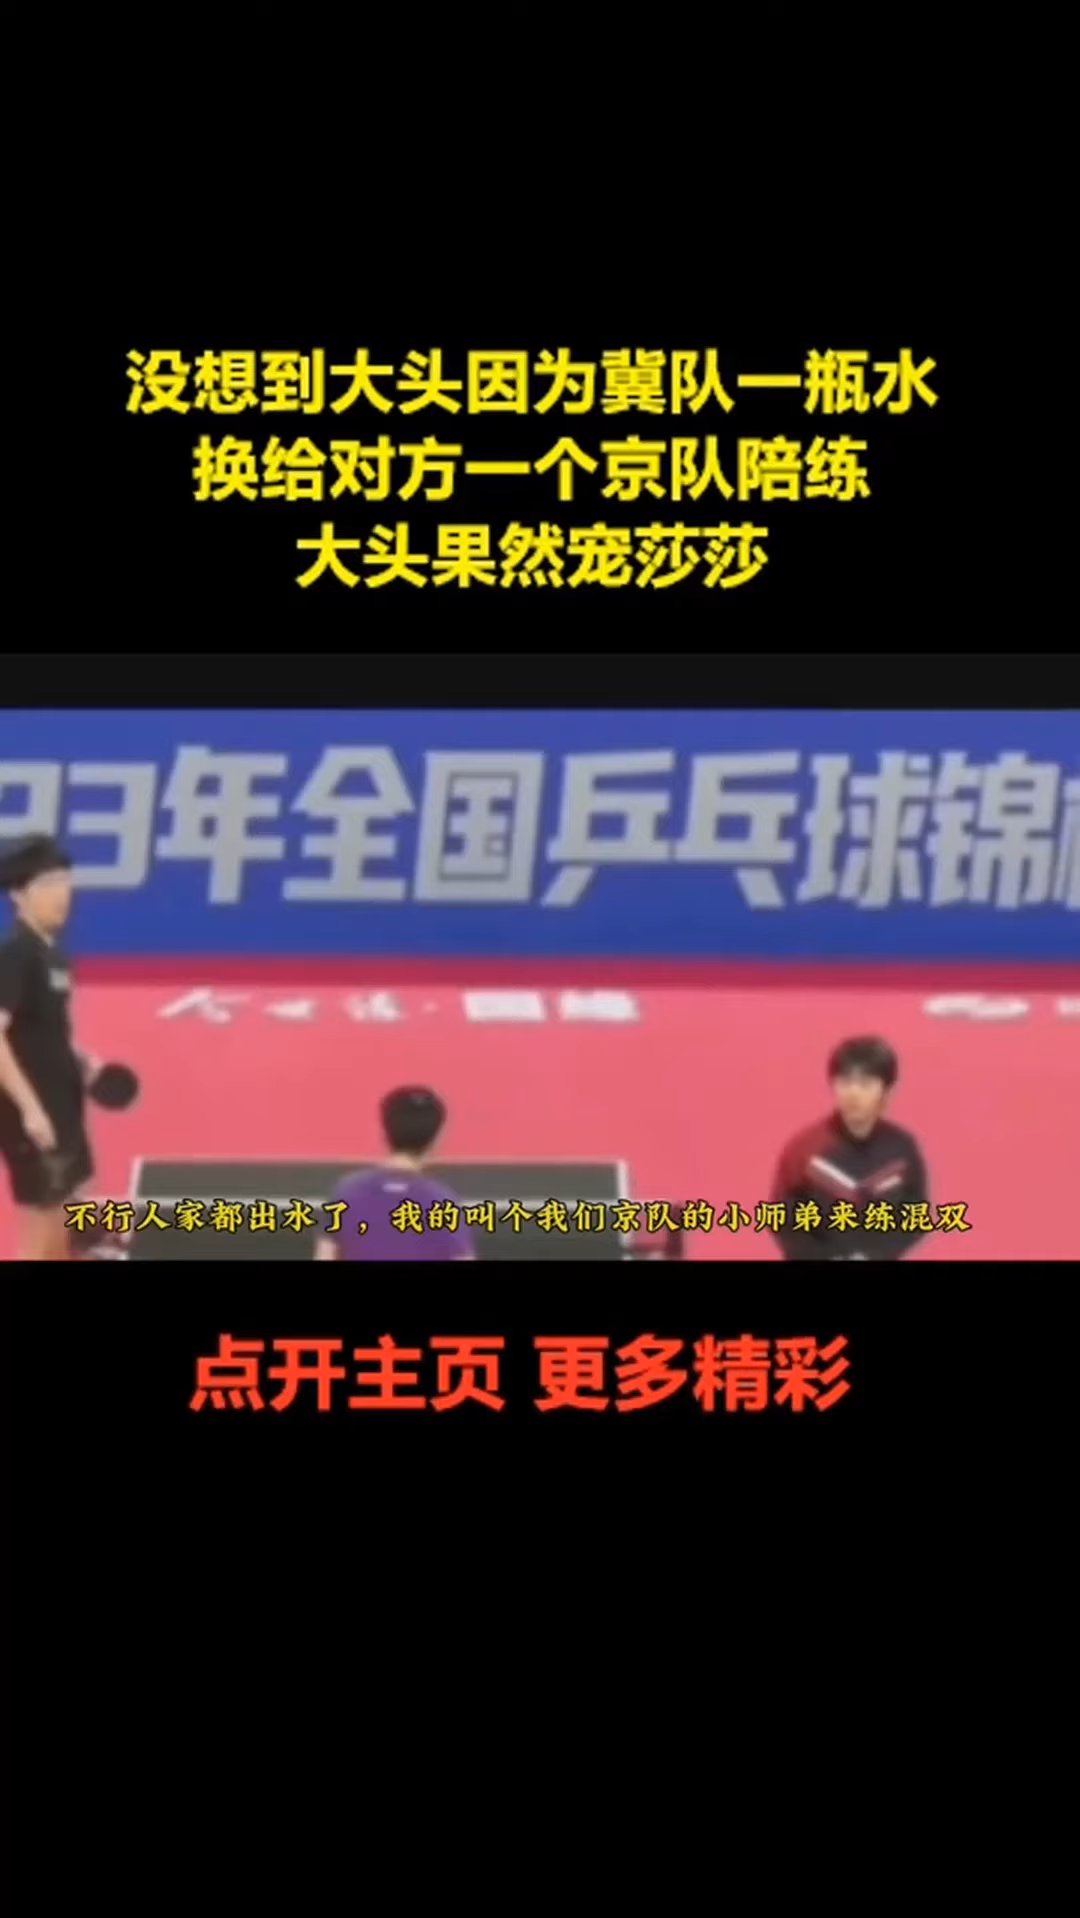 没想到大头因为冀队一瓶水
换给对方一个京队陪练
大头果然宠莎莎
23年全国乒乓球锦
不行人家都出水了，我的叫个我们京队的小师弟来练混双
点开主页 更多精彩